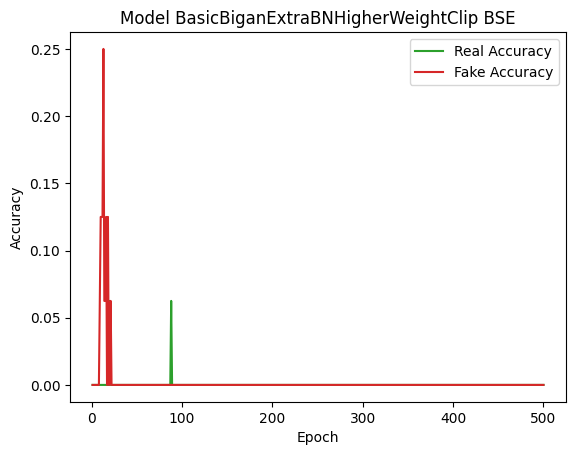 Model BasicBiganExtraBNHigherWeightClip BSE
Real Accuracy
Fake Accuracy
0.25
0.20
0.15
0.10
0.05
0.00
Accuracy
0 100 200 300 400 500
Epoch